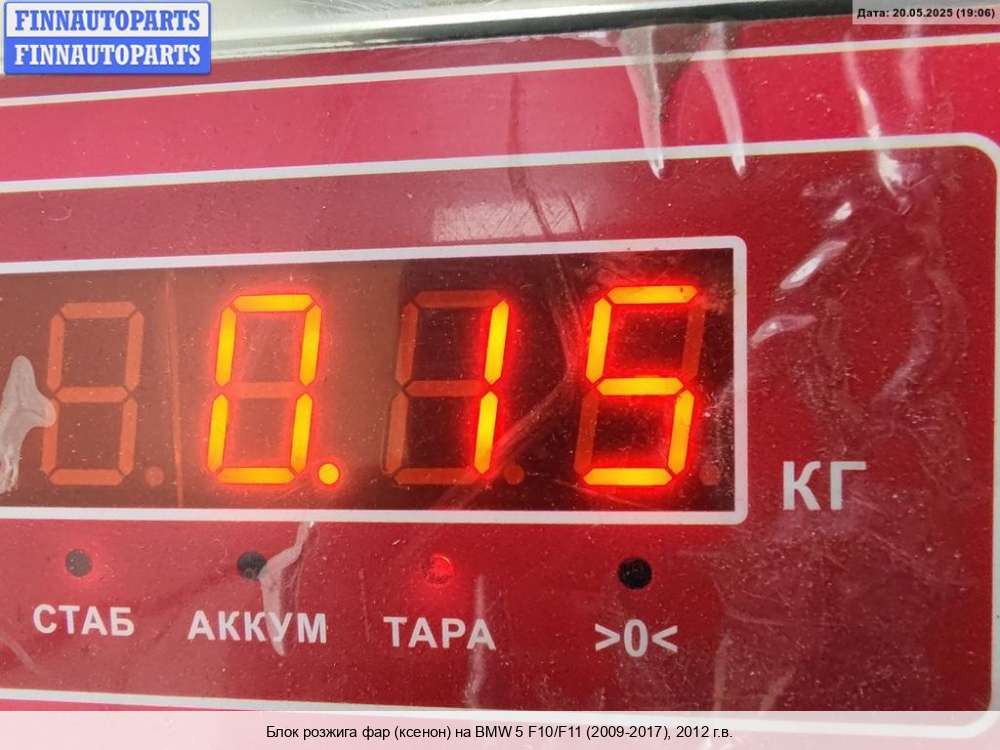 FINNAUTOPARTS
FINNAUTOPARTS
Дата: 20.05.2025 (19:06)
0.15
КГ
СТАБ АККУМ ТАРА >0<
Блок розжига фар (ксенон) на BMW 5 F10/F11 (2009-2017), 2012 г.в.